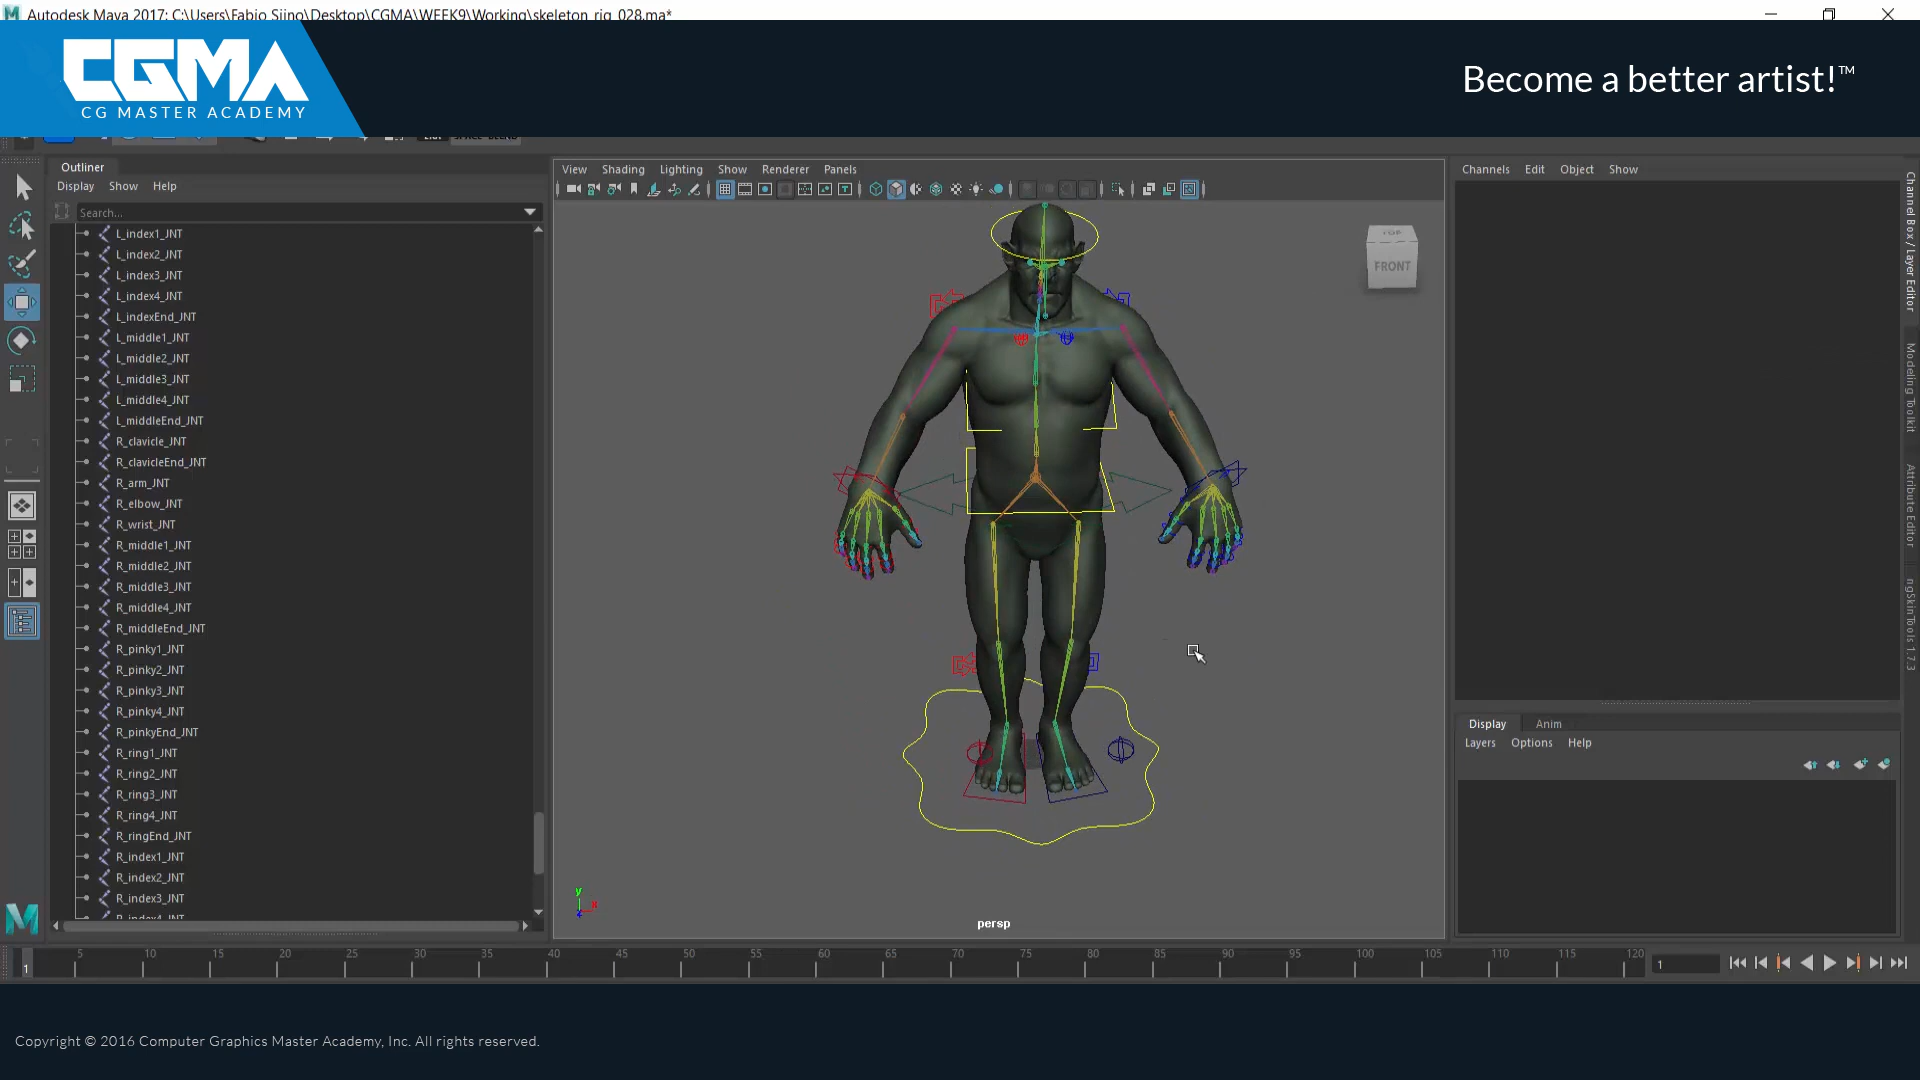 Autodesk Maya 2017: C:\Users\Fabio Siino\Desktop\CGMA\WEEK9\Working\skeleton_rig_028.ma*
CGMA
CG MASTER ACADEMY
Become a better artist!™
Outliner
Display Show Help
Search...
L_index1_JNT
L_index2_JNT
L_index3_JNT
L_index4_JNT
L_indexEnd_JNT
L_middle1_JNT
L_middle2_JNT
L_middle3_JNT
L_middle4_JNT
L_middleEnd_JNT
R_clavicle_JNT
R_clavicleEnd_JNT
R_arm_JNT
R_elbow_JNT
R_wrist_JNT
R_middle1_JNT
R_middle2_JNT
R_middle3_JNT
R_middle4_JNT
R_middleEnd_JNT
R_pinky1_JNT
R_pinky2_JNT
R_pinky3_JNT
R_pinky4_JNT
R_pinkyEnd_JNT
R_ring1_JNT
R_ring2_JNT
R_ring3_JNT
R_ring4_JNT
R_ringEnd_JNT
R_index1_JNT
R_index2_JNT
R_index3_JNT
R_index4_JNT
View Shading Lighting Show Renderer Panels
TOP
FRONT
y
persp
Channels Edit Object Show
Channel Box / Layer Editor
Modeling Toolkit
Attribute Editor
ngSkinTools 1.7.3
Display Anim
Layers Options Help
1
5 10 15 20 25 30 35 40 45 50 55 60 65 70 75 80 85 90 95 100 105 110 115 120
1
Copyright © 2016 Computer Graphics Master Academy, Inc. All rights reserved.